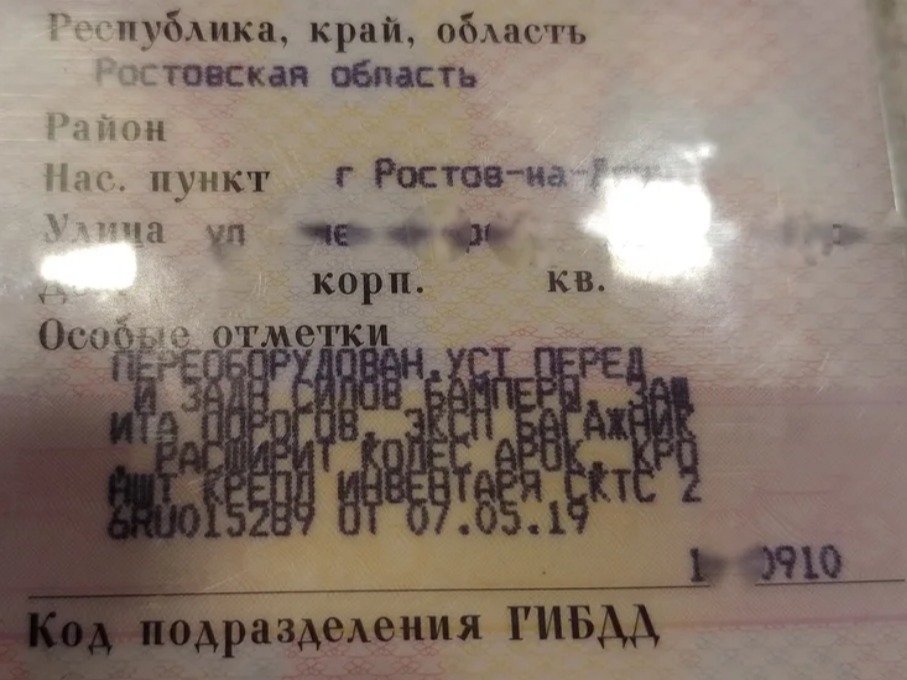 Республика, край, область
Ростовская область
Район
Нас. пункт г Ростов-на-
Улица ул
корп. кв.
Особые отметки
ПЕРЕОБОРУДОВАН.УСТ ПЕРЕД
И ЗАДН СИЛОВ БАМПЕРЫ, ЗАЩ
ИТА ПОРОГОВ, ЭКСП БАГАЖНИК
, РАСШИРИТ КОЛЕС АРОК, КРО
НШТ КРЕПЛ ИНВЕНТАРЯ СКТС 2
6RU015289 ОТ 07.05.19
0910
Код подразделения ГИБДД